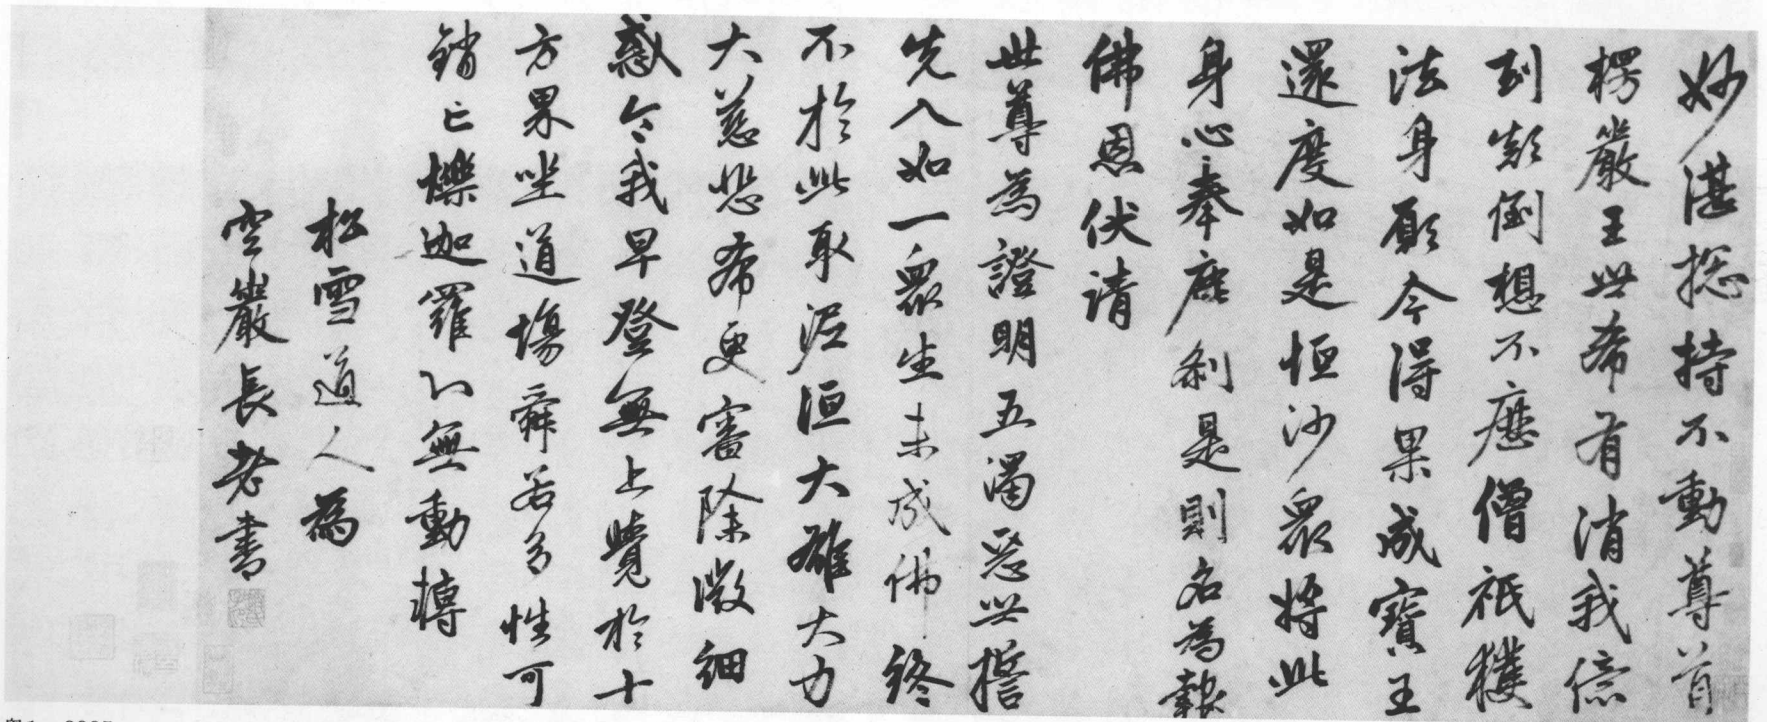 妙湛揔持不動尊首
楞嚴王世希有消我億
刧顛倒想不歷僧祇獲
法身願今得果成寶王
還度如是恒沙衆將此
身心奉塵刹是則名為報
佛恩伏請
世尊為證明五濁惡世誓
先入如一衆生未成佛終
不於此取泥洹大雄大力
大慈悲希更審除微細
惑令我早登無上覺於十
方界坐道場舜若多性可
銷亡爍迦羅心無動轉
松雪道人為
空巖長老書